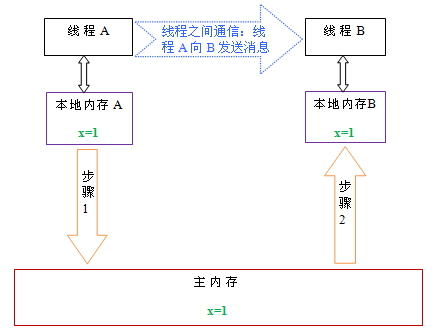 线程 A
线程之间通信：线
程 A 向 B 发送消息
线程 B
本地内存 A
x=1
本地内存B
x=1
步
骤
1
步
骤
2
主内存
x=1